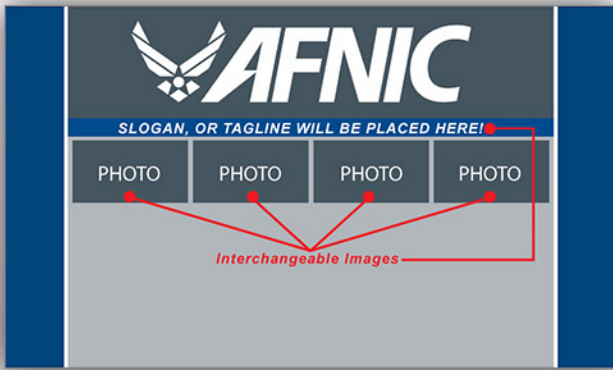 AFNIC
SLOGAN, OR TAGLINE WILL BE PLACED HERE!
PHOTO PHOTO PHOTO PHOTO
Interchangeable Images